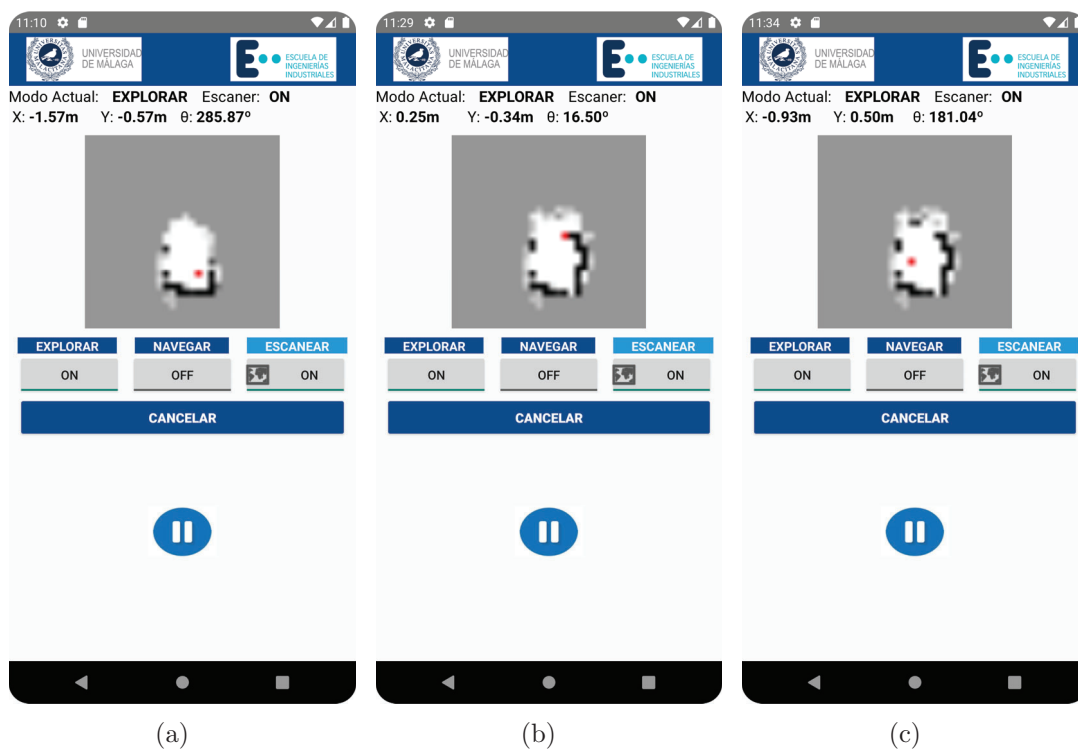 11:10
UNIVERSIDAD
DE MÁLAGA
ESCUELA DE
INGENIERÍAS
INDUSTRIALES
Modo Actual: EXPLORAR Escaner: ON
X: -1.57m Y: -0.57m θ: 285.87º
EXPLORAR NAVEGAR ESCANEAR
ON OFF ON
CANCELAR
(a)
11:29
UNIVERSIDAD
DE MÁLAGA
ESCUELA DE
INGENIERÍAS
INDUSTRIALES
Modo Actual: EXPLORAR Escaner: ON
X: 0.25m Y: -0.34m θ: 16.50º
EXPLORAR NAVEGAR ESCANEAR
ON OFF ON
CANCELAR
(b)
11:34
UNIVERSIDAD
DE MÁLAGA
ESCUELA DE
INGENIERÍAS
INDUSTRIALES
Modo Actual: EXPLORAR Escaner: ON
X: -0.93m Y: 0.50m θ: 181.04º
EXPLORAR NAVEGAR ESCANEAR
ON OFF ON
CANCELAR
(c)